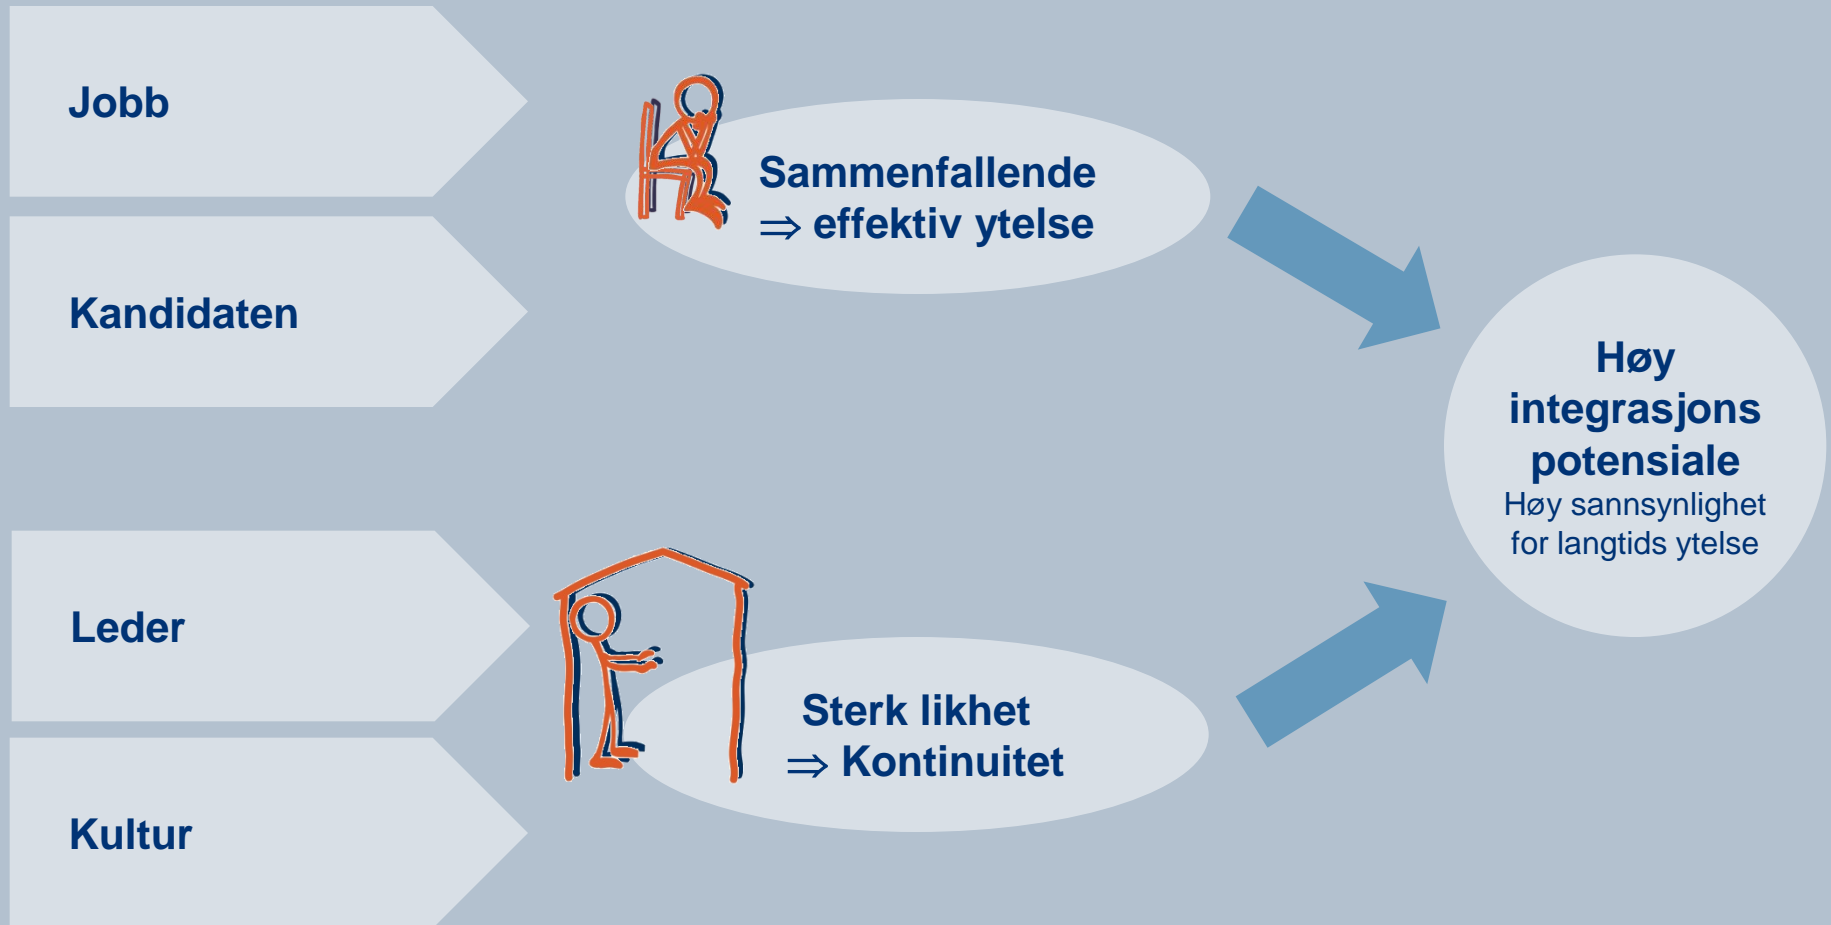 Jobb
Kandidaten
Sammenfallende
⇒ effektiv ytelse
Leder
Kultur
Sterk likhet
⇒ Kontinuitet
Høy
integrasjons
potensiale
Høy sannsynlighet
for langtids ytelse